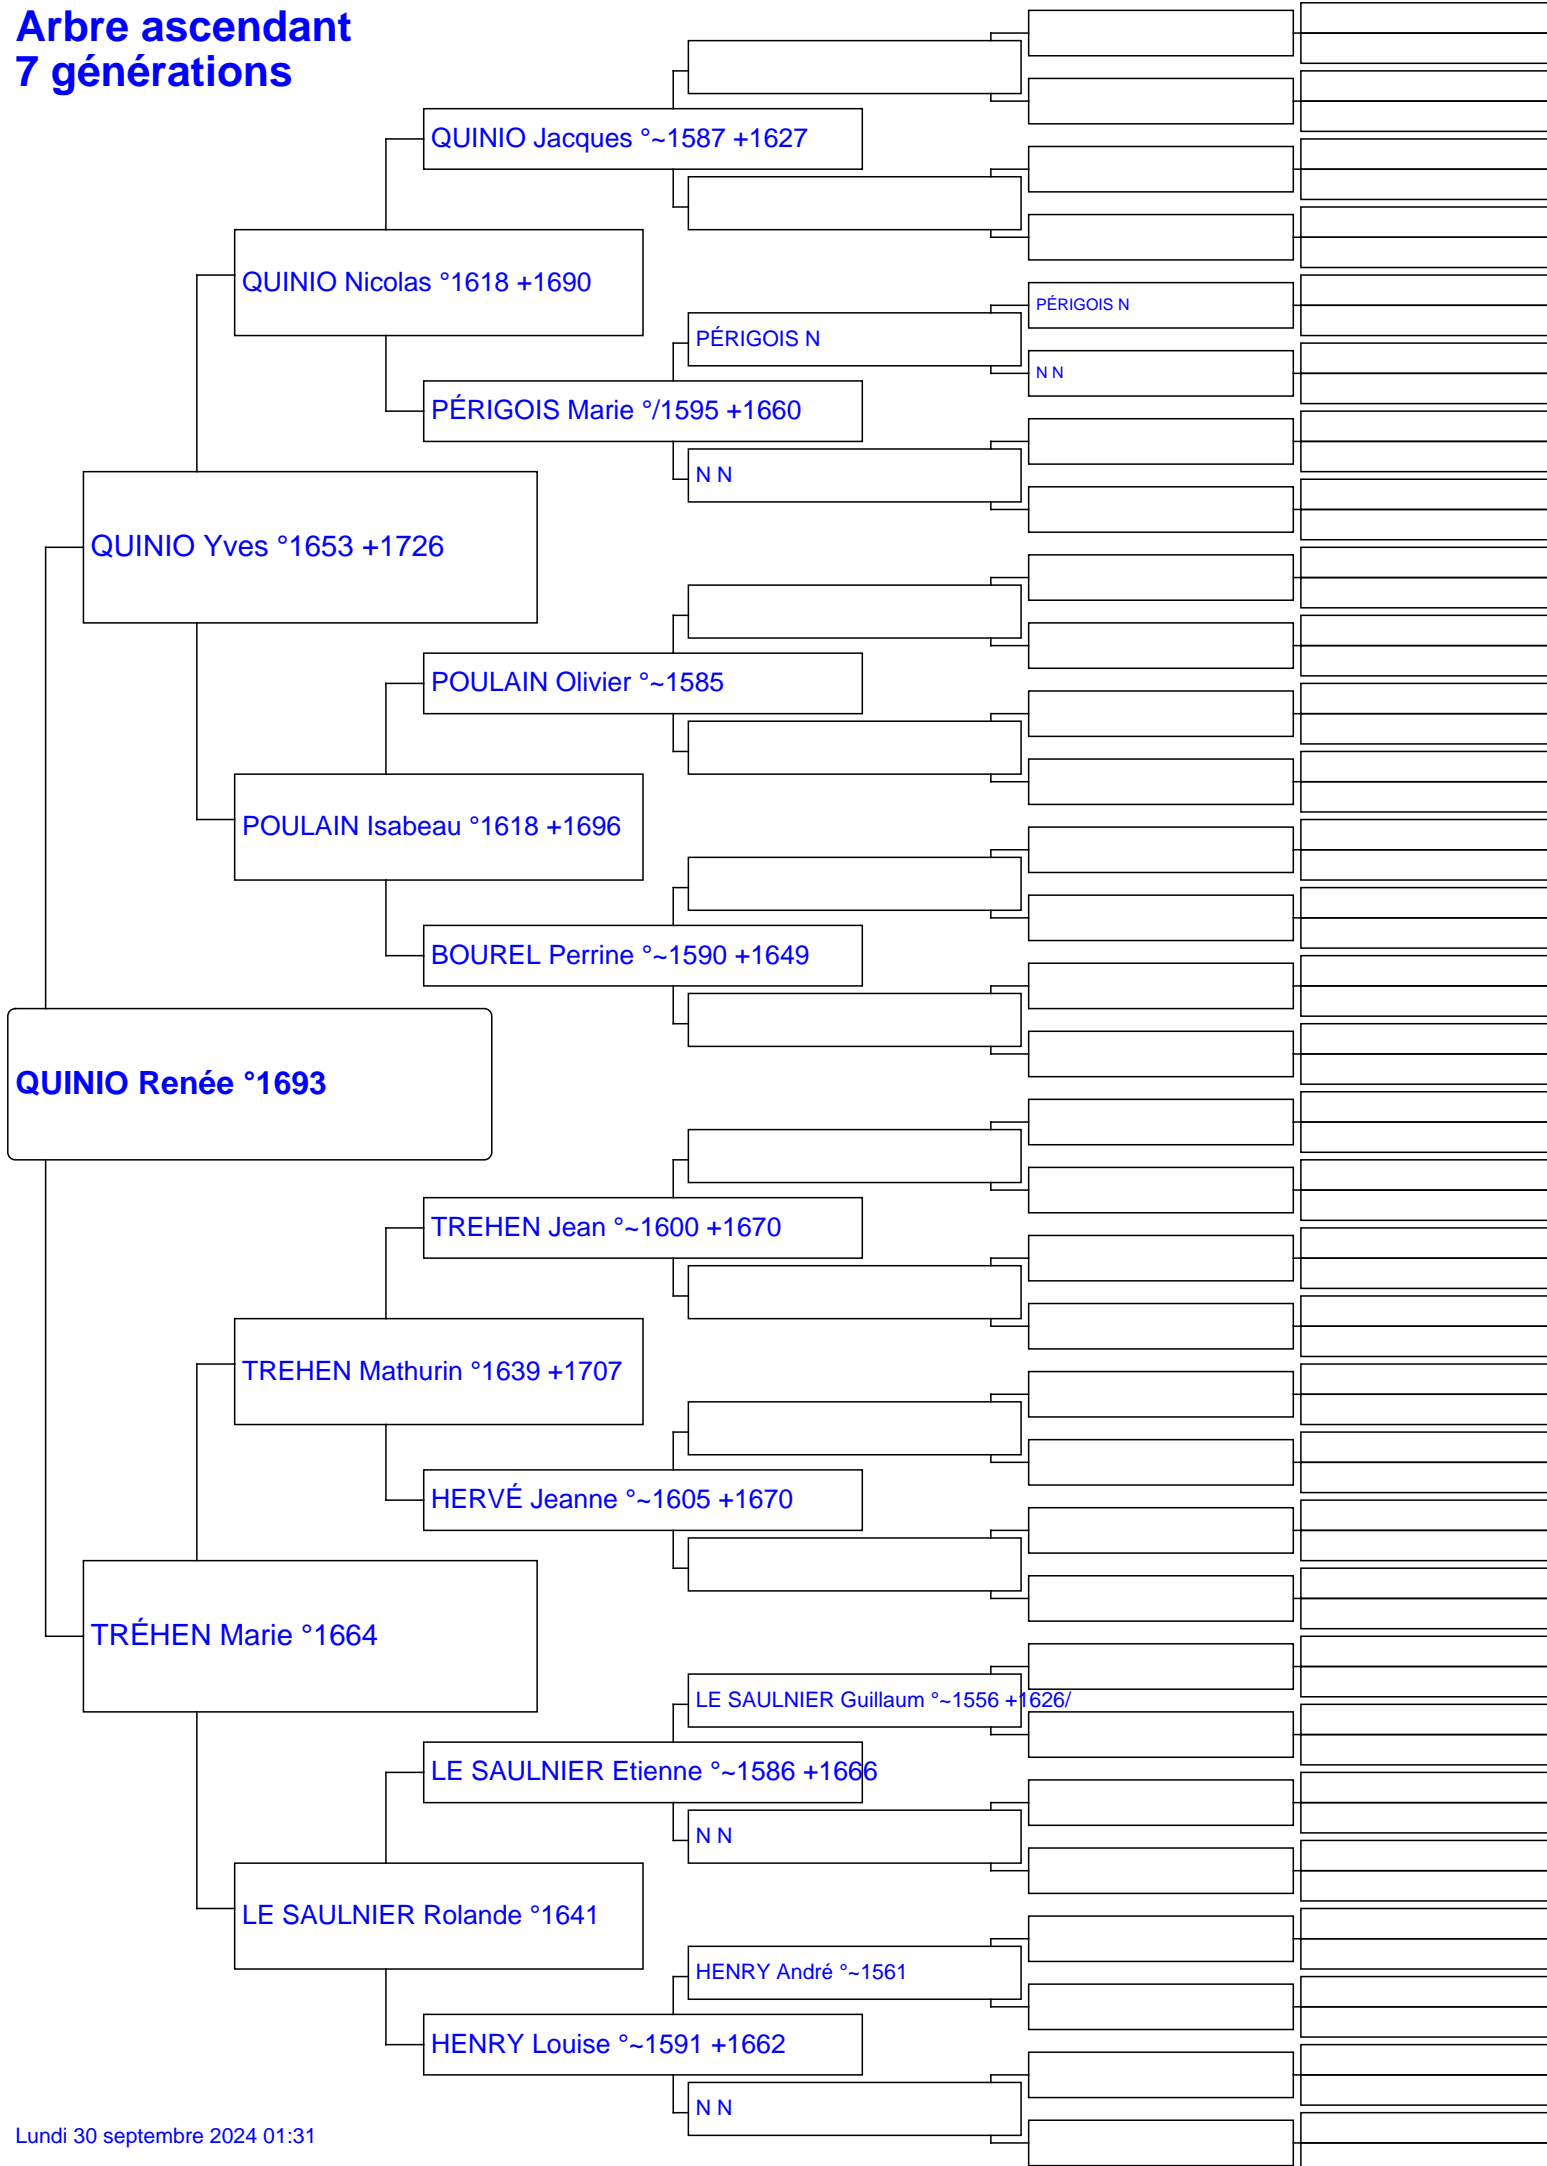 Arbre ascendant
7 générations
QUINIO Jacques °~1587 +1627
QUINIO Nicolas °1618 +1690
PÉRIGOIS N
PÉRIGOIS N
N N
PÉRIGOIS Marie °/1595 +1660
N N
QUINIO Yves °1653 +1726
POULAIN Olivier °~1585
POULAIN Isabeau °1618 +1696
BOUREL Perrine °~1590 +1649
QUINIO Renée °1693
TREHEN Jean °~1600 +1670
TREHEN Mathurin °1639 +1707
HERVÉ Jeanne °~1605 +1670
TRÉHEN Marie °1664
LE SAULNIER Guillaum °~1556 +1626/
LE SAULNIER Etienne °~1586 +1666
N N
LE SAULNIER Rolande °1641
HENRY André °~1561
HENRY Louise °~1591 +1662
N N
Lundi 30 septembre 2024 01:31